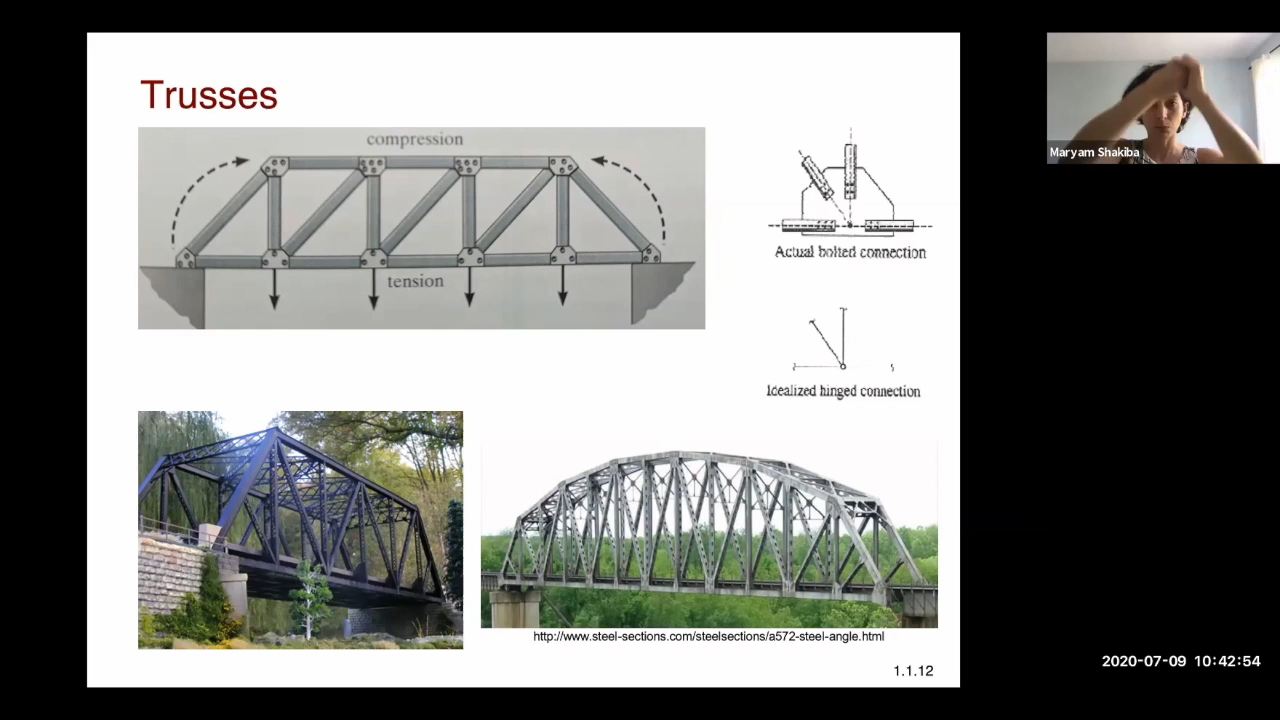 Trusses
compression
tension
Actual bolted connection
Idealized hinged connection
http://www.steel-sections.com/steelsections/a572-steel-angle.html
1.1.12
Maryam Shakiba
2020-07-09 10:42:54